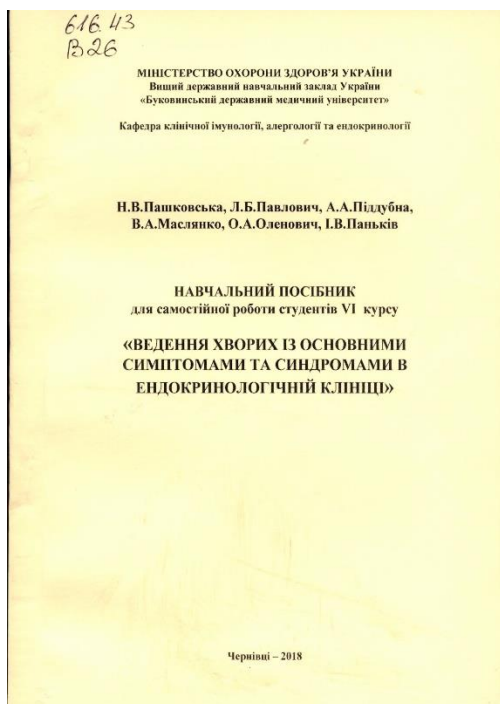 616.43
В26
МІНІСТЕРСТВО ОХОРОНИ ЗДОРОВ'Я УКРАЇНИ
Вищий державний навчальний заклад України
«Буковинський державний медичний університет»
Кафедра клінічної імунології, алергології та ендокринології
Н.В.Пашковська, Л.Б.Павлович, А.А.Піддубна,
В.А.Маслянко, О.А.Оленович, І.В.Паньків
НАВЧАЛЬНИЙ ПОСІБНИК
для самостійної роботи студентів VI курсу
«ВЕДЕННЯ ХВОРИХ ІЗ ОСНОВНИМИ
СИМПТОМАМИ ТА СИНДРОМАМИ В
ЕНДОКРИНОЛОГІЧНІЙ КЛІНІЦІ»
Чернівці – 2018